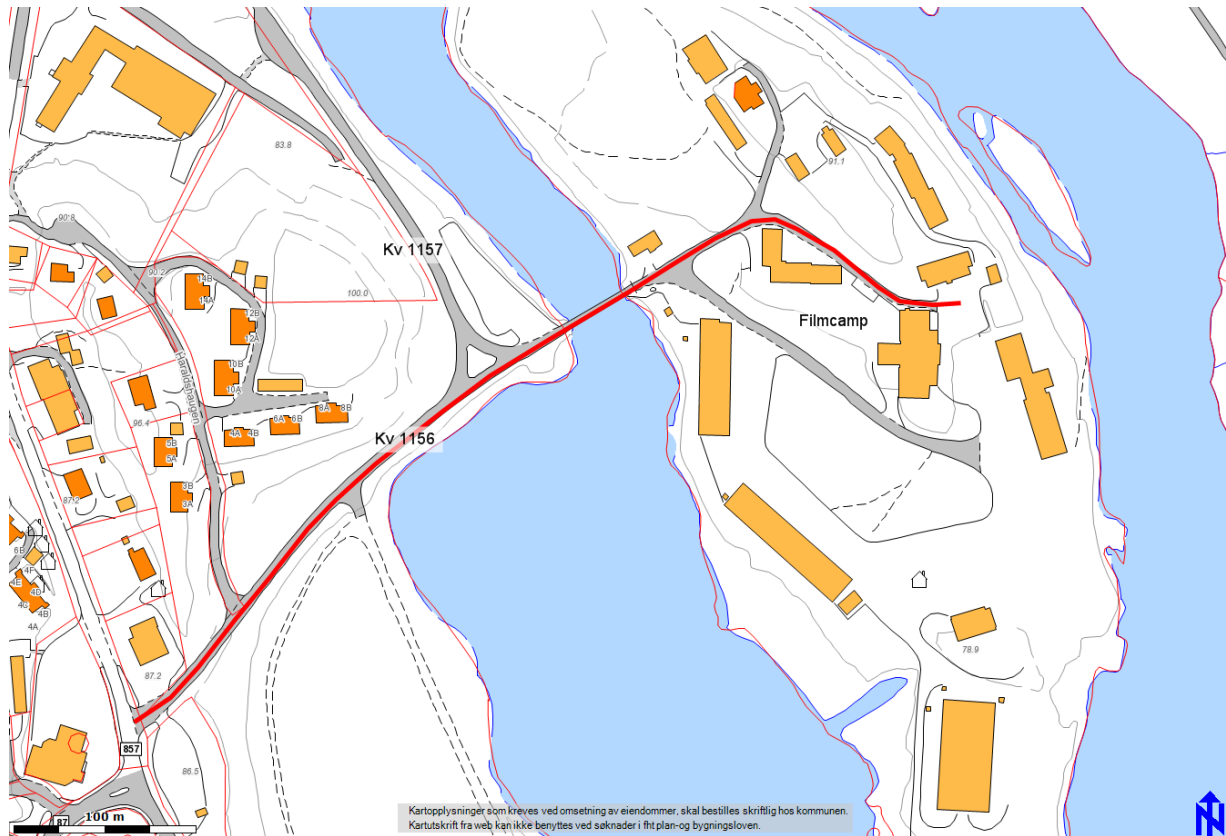 83.8
91.1
90.8
Kv 1157
90.2
14B
14A
100.0
12B
12A
Filmcamp
Haraldshaugen
10B
10A
8A 8B
6A 6B
96.4
4A 4B
Kv 1156
5B
5A
87.2
3B
3A
6B
4F
4E
4D
4G
4B
4A
78.9
87.2
857
86.5
100 m
87
Kartopplysninger som kreves ved omsetning av eiendommer, skal bestilles skriftlig hos kommunen.
Kartutskrift fra web kan ikke benyttes ved søknader i fht plan-og bygningsloven.
N